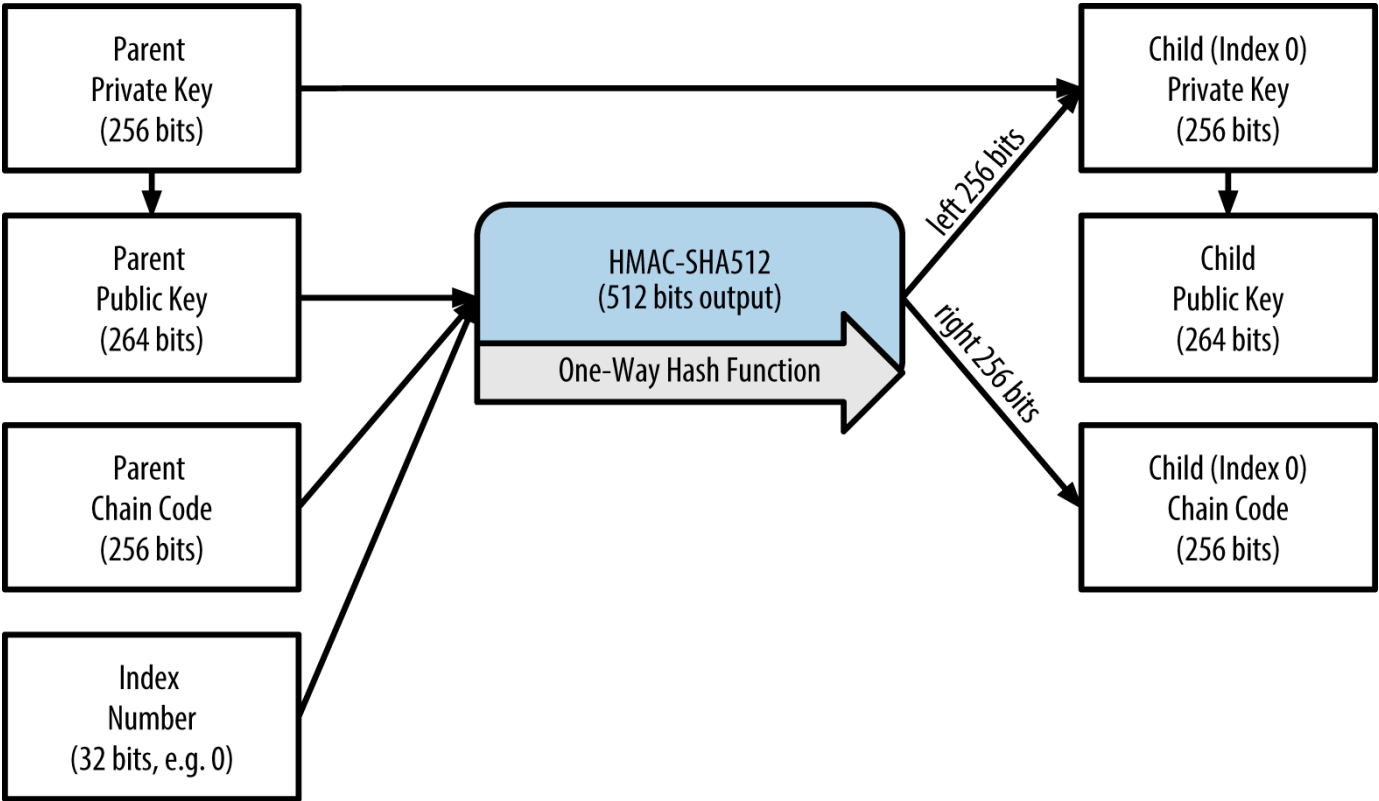 Parent
Private Key
(256 bits)
Parent
Public Key
(264 bits)
Parent
Chain Code
(256 bits)
Index
Number
(32 bits, e.g. 0)
HMAC-SHA512
(512 bits output)
One-Way Hash Function
left 256 bits
right 256 bits
Child (Index 0)
Private Key
(256 bits)
Child
Public Key
(264 bits)
Child (Index 0)
Chain Code
(256 bits)